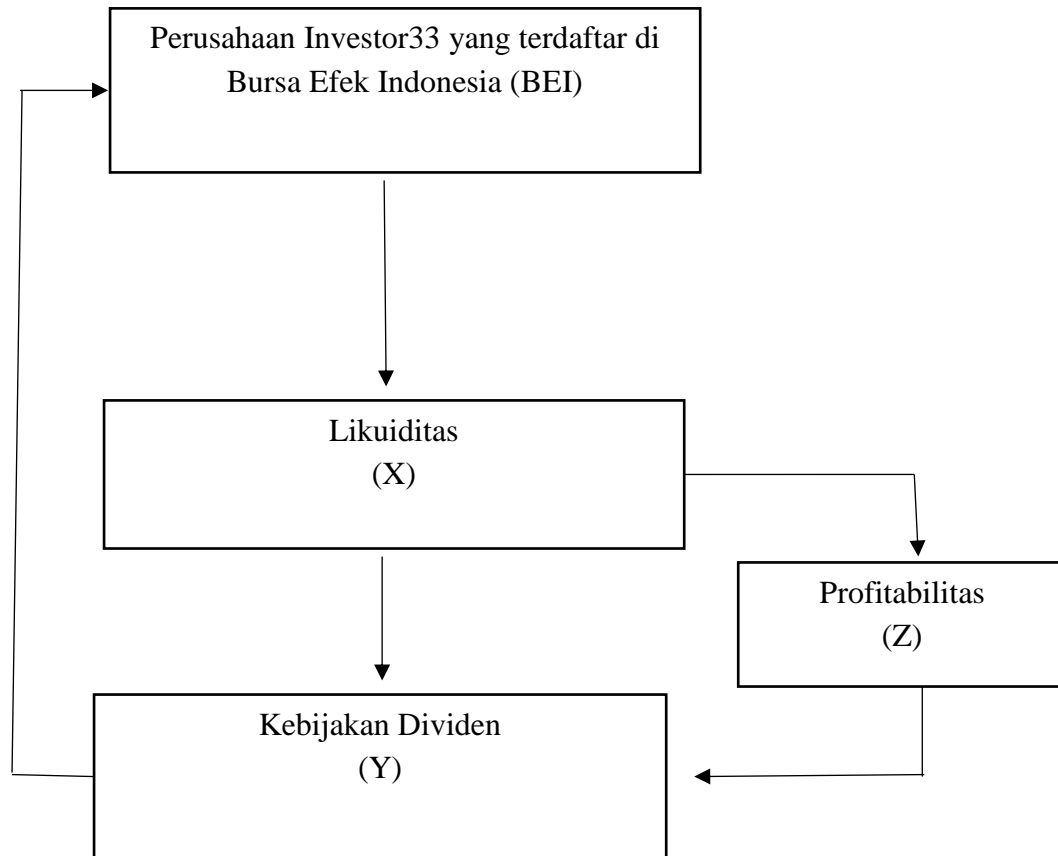 Perusahaan Investor33 yang terdaftar di
Bursa Efek Indonesia (BEI)
Likuiditas
(X)
Profitabilitas
(Z)
Kebijakan Dividen
(Y)